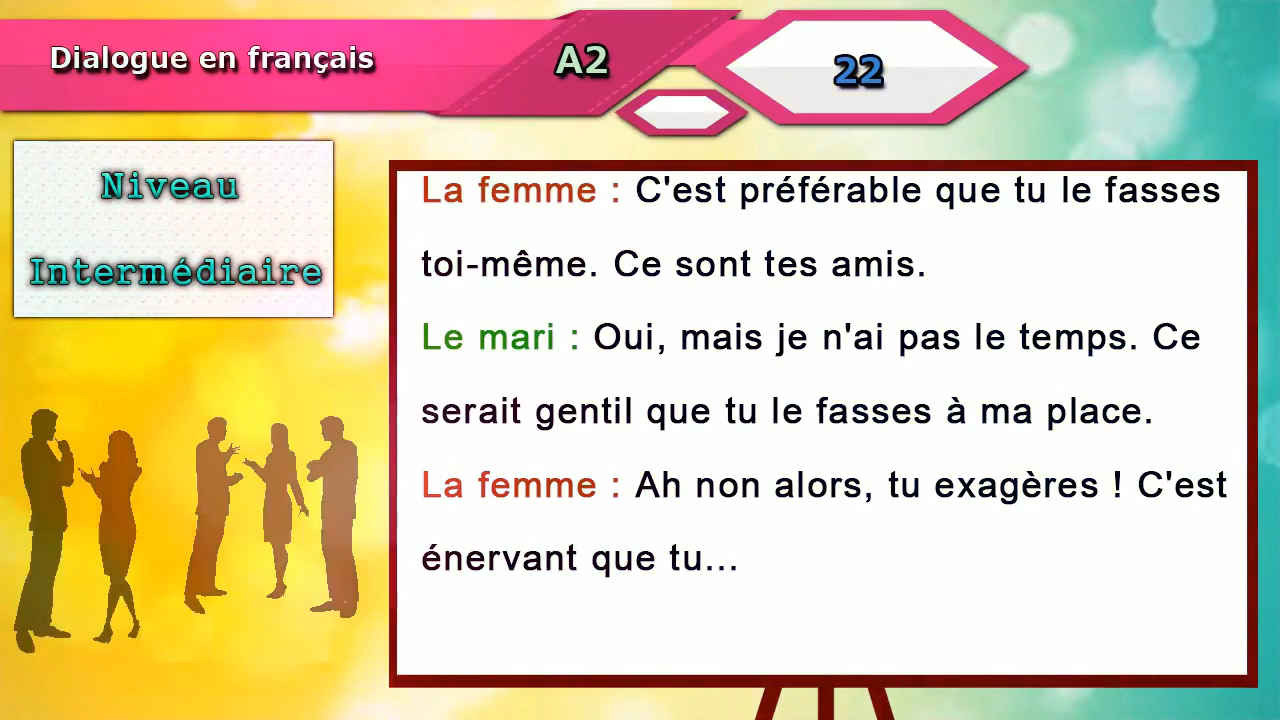 Dialogue en français
A2
22
Niveau
Intermédiaire
La femme : C'est préférable que tu le fasses
toi-même. Ce sont tes amis.
Le mari : Oui, mais je n'ai pas le temps. Ce
serait gentil que tu le fasses à ma place.
La femme : Ah non alors, tu exagères ! C'est
énervant que tu...